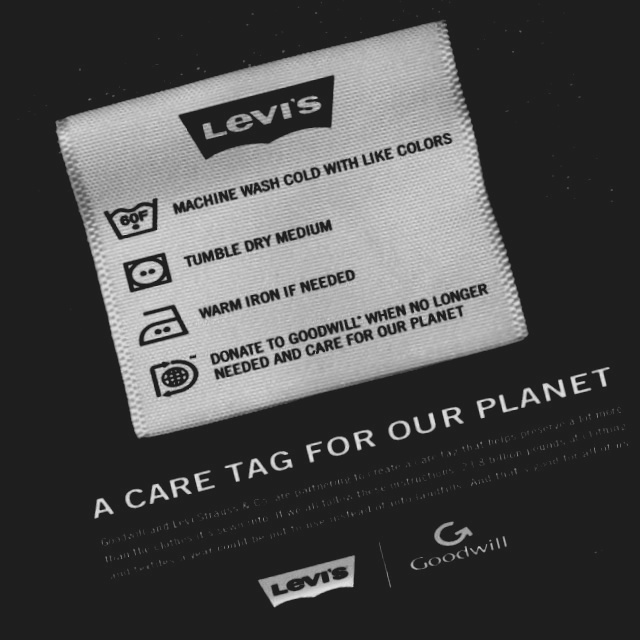 Levi's
60F
MACHINE WASH COLD WITH LIKE COLORS
TUMBLE DRY MEDIUM
WARM IRON IF NEEDED
DONATE TO GOODWILL* WHEN NO LONGER
NEEDED AND CARE FOR OUR PLANET
A CARE TAG FOR OUR PLANET
Goodwill and Levi Strauss & Co. are partnering to create a care tag that helps preserve a bit more
than the clothes it's sewn into. If we all follow these instructions, 23.8 billion pounds of clothing
and textiles a year could be put to use instead of into landfills. And that is good for all of us.
Levi's
Goodwill